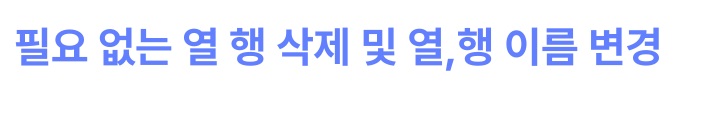 필요 없는 열 행 삭제 및 열,행 이름 변경